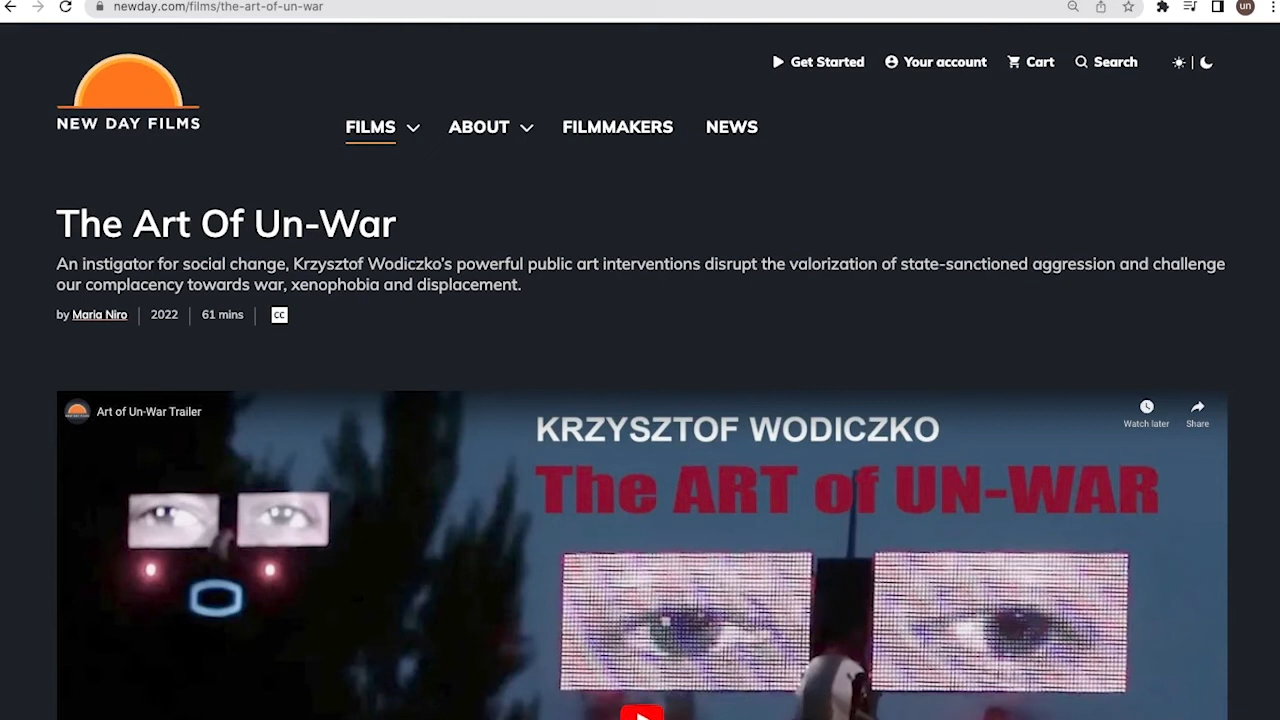 newday.com/films/the-art-of-un-war
un
Get Started Your account Cart Search
NEW DAY FILMS
FILMS ABOUT FILMMAKERS NEWS
The Art Of Un-War
An instigator for social change, Krzysztof Wodiczko's powerful public art interventions disrupt the valorization of state-sanctioned aggression and challenge
our complacency towards war, xenophobia and displacement.
by Maria Niro | 2022 | 61 mins | CC
Art of Un-War Trailer
Watch later Share
KRZYSZTOF WODICZKO
The ART of UN-WAR